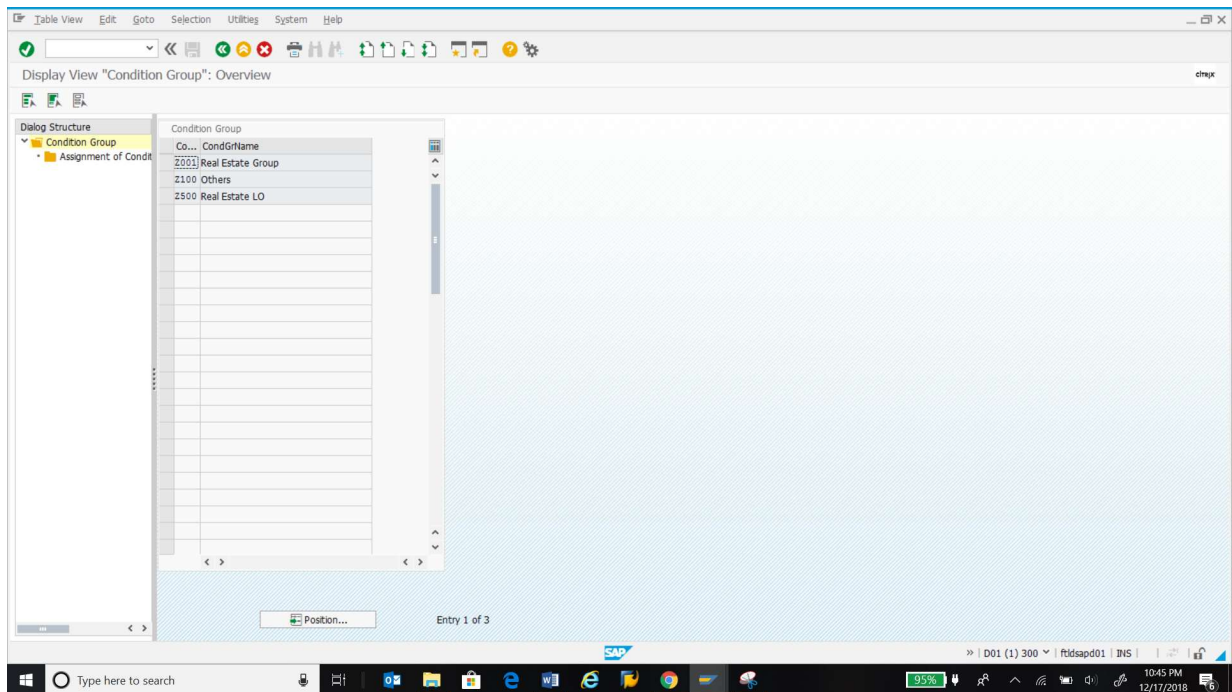 Table View Edit Goto Selection Utilities System Help
Display View "Condition Group": Overview
citrix
Dialog Structure
Condition Group
Assignment of Condit
Condition Group
Co... CondGrName
Z001 Real Estate Group
Z100 Others
Z500 Real Estate LO
Position...
Entry 1 of 3
SAP
D01 (1) 300 | ftldsapd01 | INS
Type here to search
95%
10:45 PM
12/17/2018
6